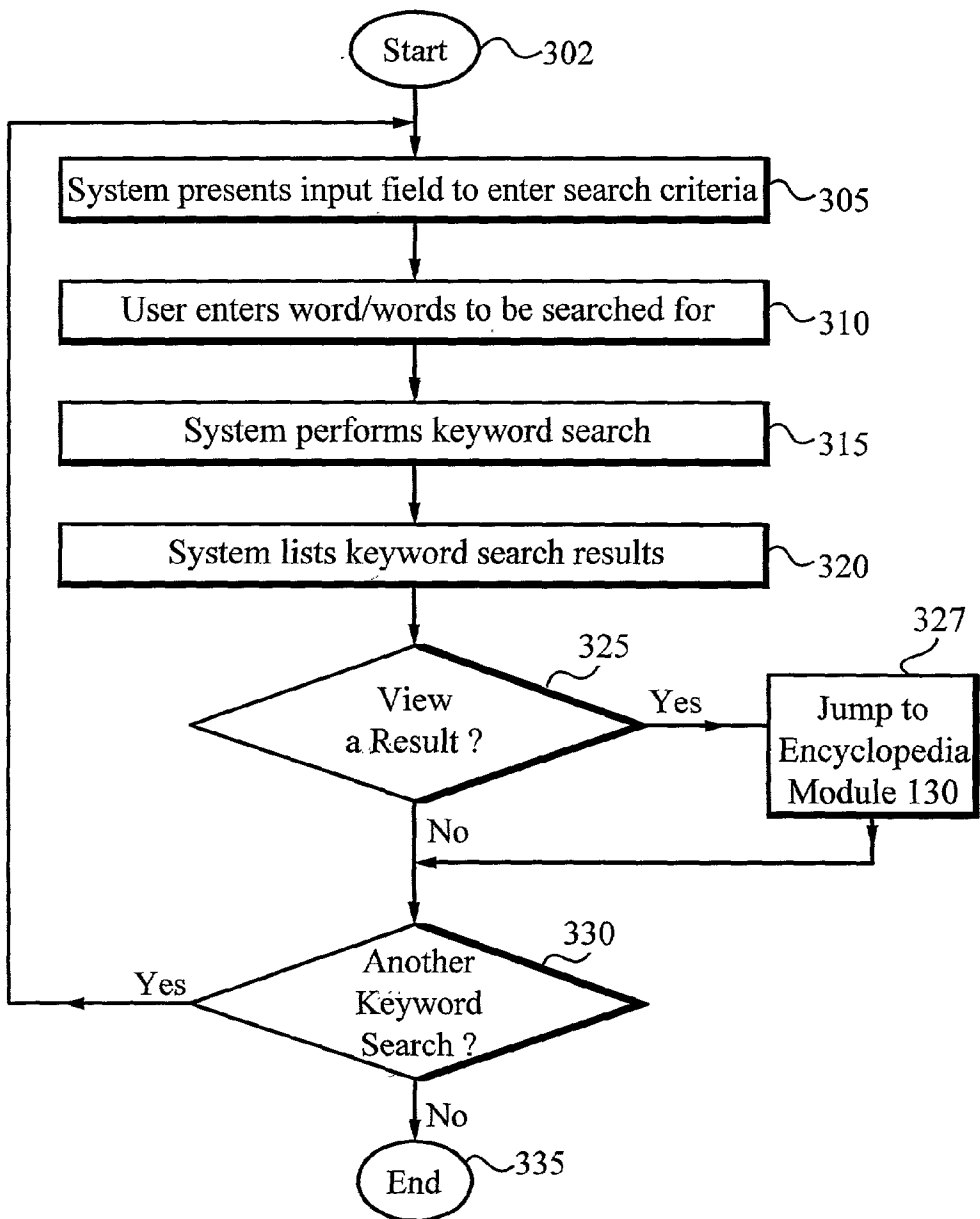 Start
302
System presents input field to enter search criteria
305
User enters word/words to be searched for
310
System performs keyword search
315
System lists keyword search results
320
325
327
View
a Result ?
Yes
Jump to
Encyclopedia
Module 130
No
330
Another
Keyword
Search ?
Yes
No
End
335